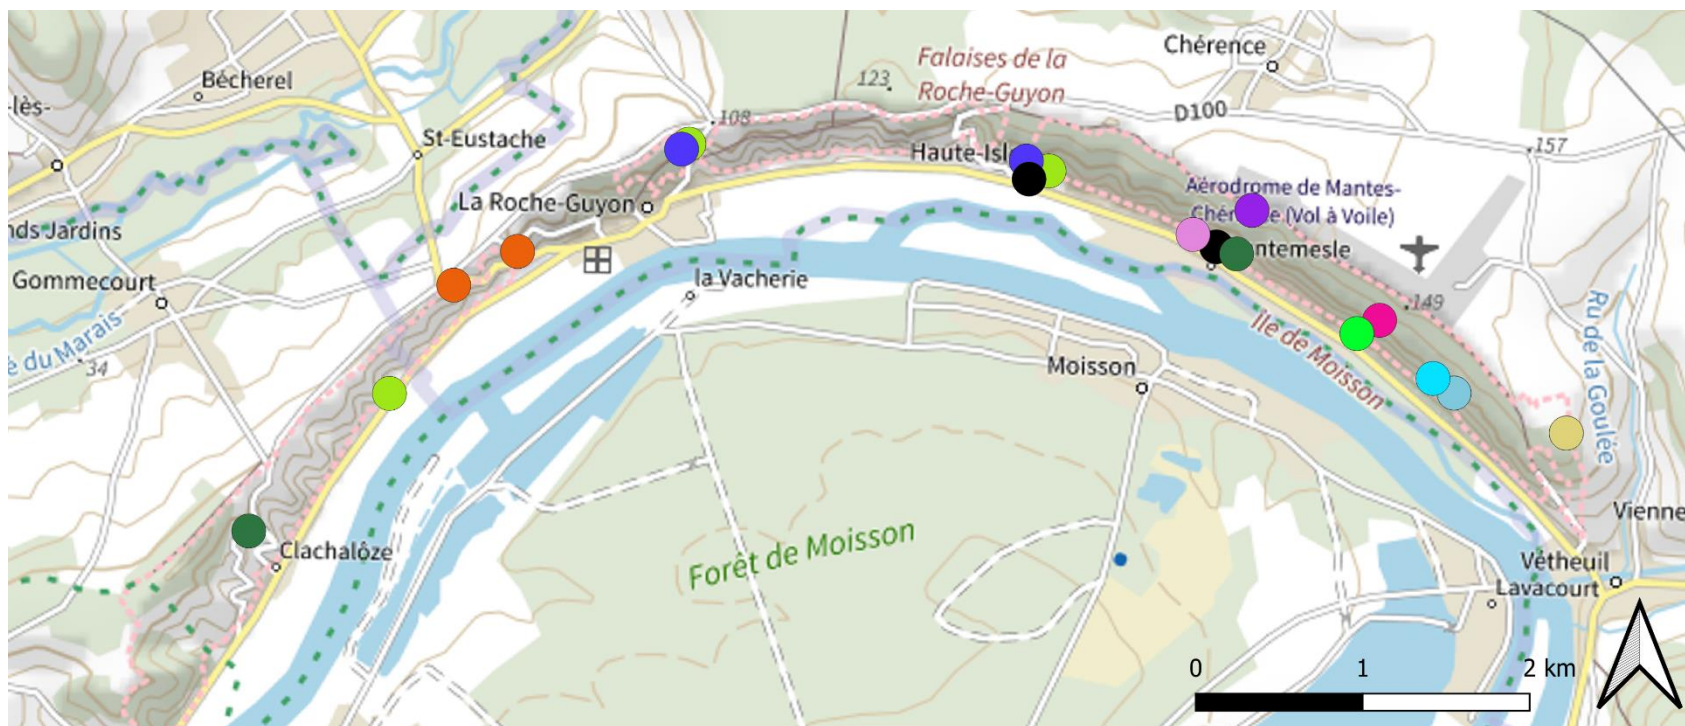 Chérence
Falaises de la
Roche-Guyon
123
Bécherel
-lès-
108
D100
St-Eustache
157
Haute-Isl
Aérodrome de Mantes-
Chér e (Vol à Voile)
La Roche-Guyon
nds Jardins
ntemesle
Gommecourt
la Vacherie
149
Ile de Moisson
Ru de la Goulée
é du Marais
34
Moisson
Vienne
Forêt de Moisson
Clachalôze
Vétheuil
Lavacourt
0 1 2 km